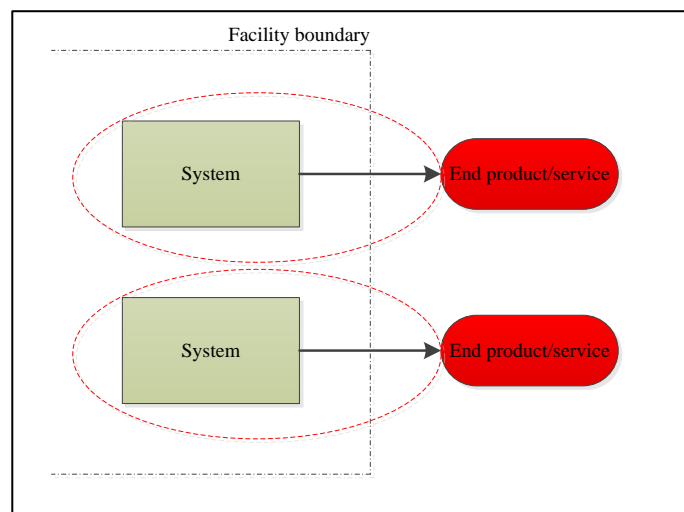 Facility boundary
System
End product/service
System
End product/service